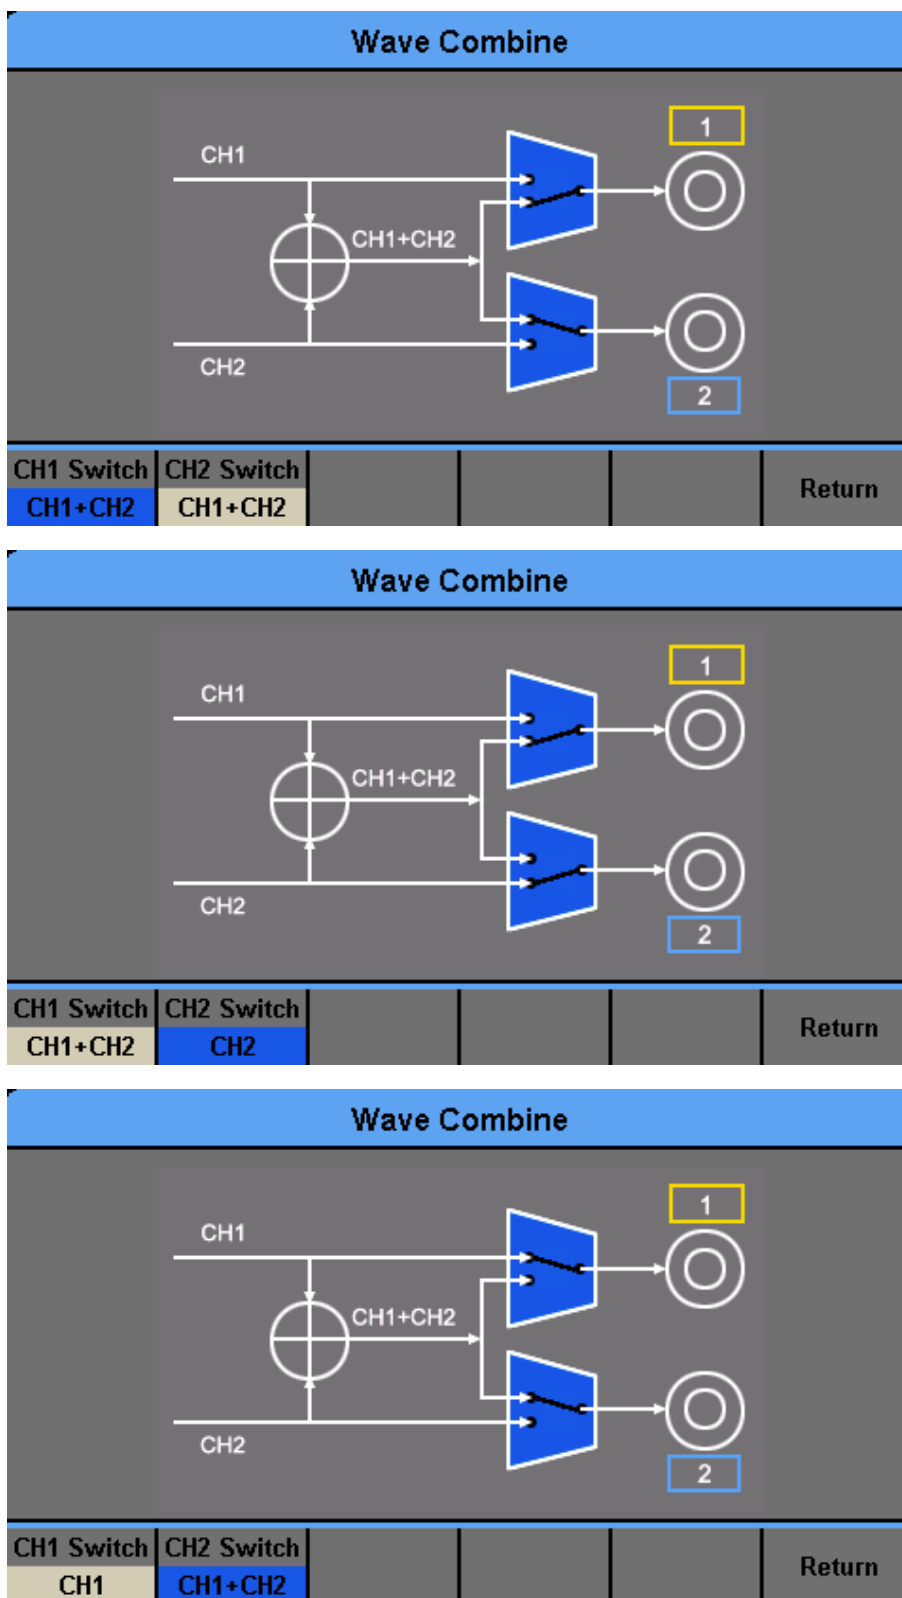 Wave Combine
1
CH1
CH1+CH2
CH2
2
CH1 Switch CH2 Switch
CH1+CH2 CH1+CH2
Return
Wave Combine
1
CH1
CH1+CH2
CH2
2
CH1 Switch CH2 Switch
CH1+CH2 CH2
Return
Wave Combine
1
CH1
CH1+CH2
CH2
2
CH1 Switch CH2 Switch
CH1 CH1+CH2
Return